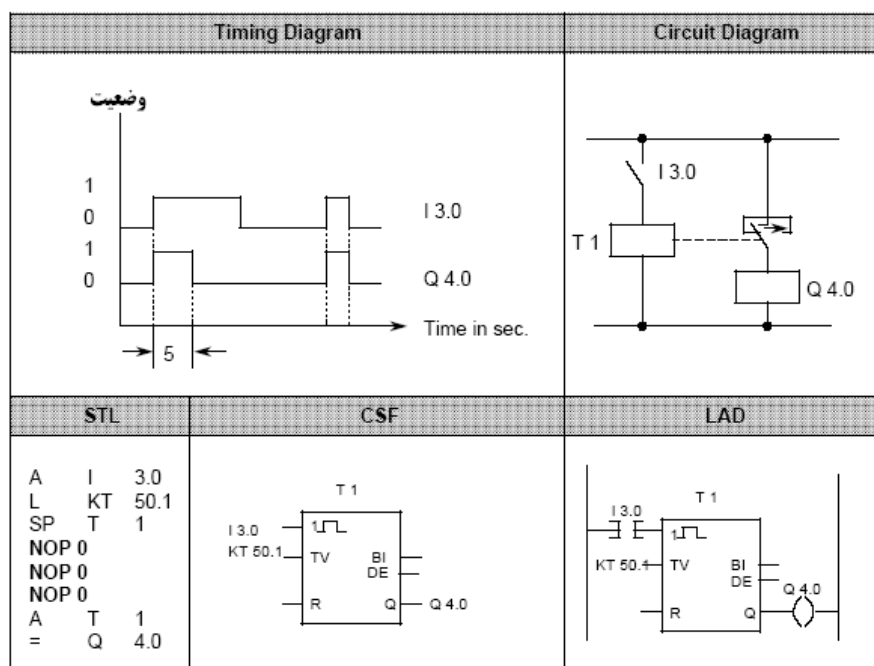 Timing Diagram
Circuit Diagram
وضعیت
1
0
1
0
I 3.0
Q 4.0
Time in sec.
5
I 3.0
T 1
Q 4.0
STL
CSF
LAD
A I 3.0
L KT 50.1
SP T 1
NOP 0
NOP 0
NOP 0
A T 1
= Q 4.0
T 1
I 3.0
1
KT 50.1
TV
BI
DE
R
Q
Q 4.0
T 1
I 3.0
1
KT 50.1
TV
BI
DE
Q 4.0
R
Q